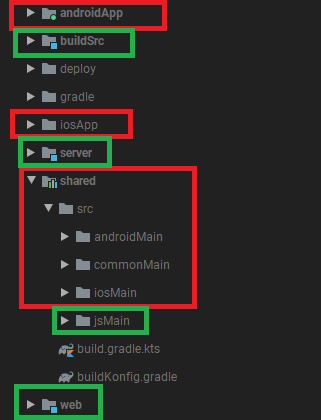 androidApp
buildSrc
deploy
gradle
iosApp
server
shared
src
androidMain
commonMain
iosMain
jsMain
build.gradle.kts
buildKonfig.gradle
web